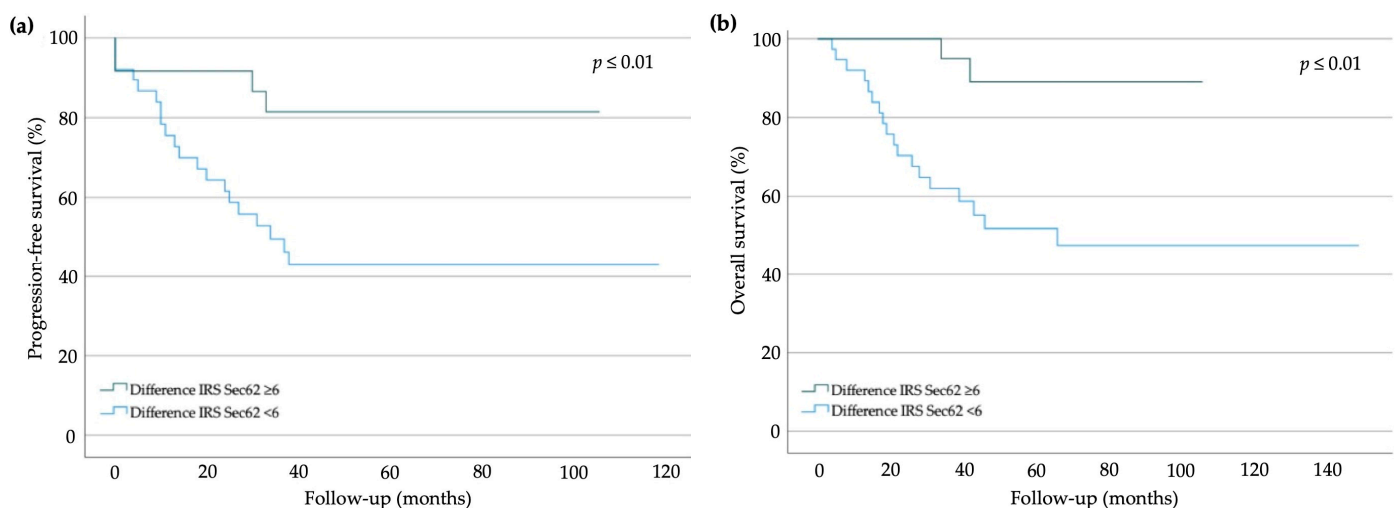 (a)
100
80
60
40
20
0
Progression-free survival (%)
p ≤ 0.01
Difference IRS Sec62 ≥6
Difference IRS Sec62 <6
0 20 40 60 80 100 120
Follow-up (months)
(b)
100
80
60
40
20
0
Overall survival (%)
p ≤ 0.01
Difference IRS Sec62 ≥6
Difference IRS Sec62 <6
0 20 40 60 80 100 120 140
Follow-up (months)